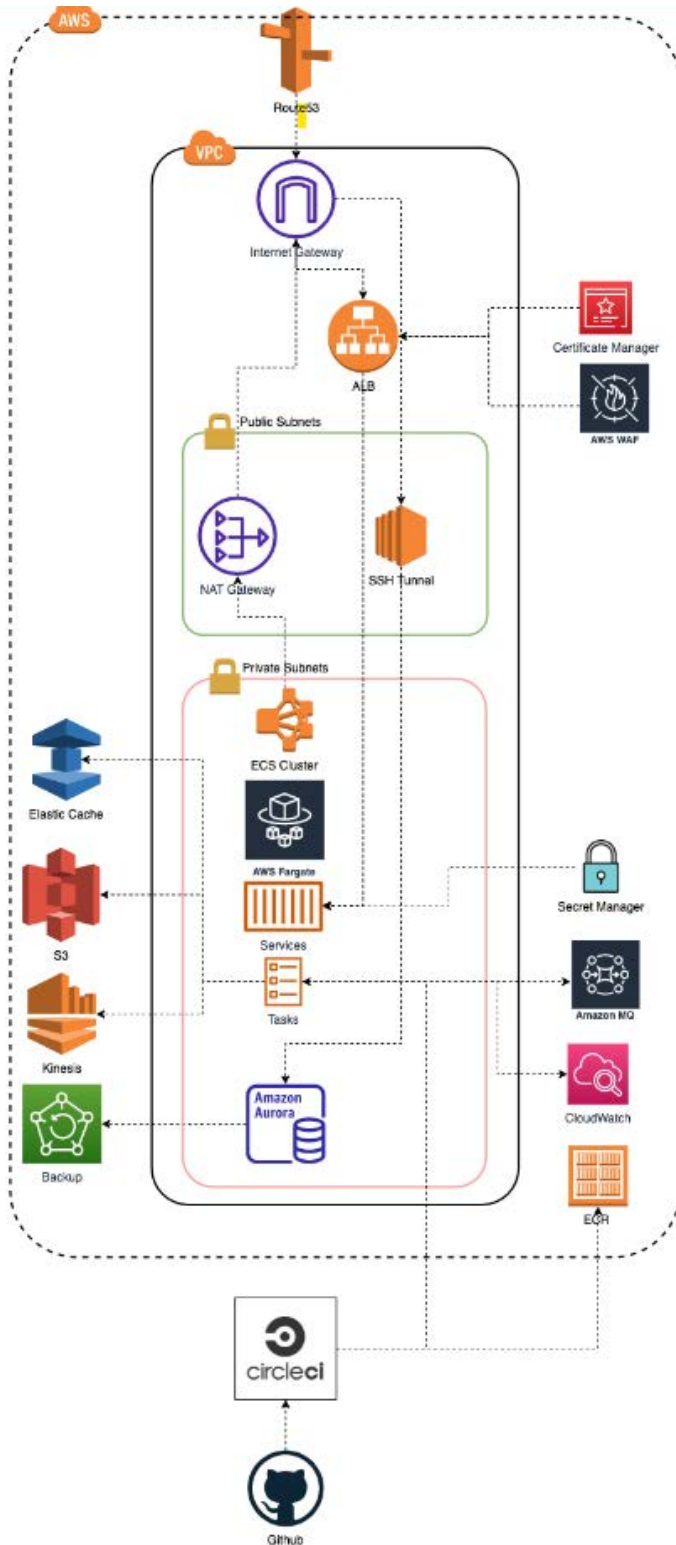 AWS
Route53
VPC
Internet Gateway
ALB
Certificate Manager
AWS WAF
Public Subnets
NAT Gateway
SSH Tunnel
Private Subnets
ECS Cluster
Elastic Cache
AWS Fargate
Services
Secret Manager
S3
Tasks
Amazon MQ
Kinesis
Amazon
Aurora
CloudWatch
Backup
ECR
circleci
Github